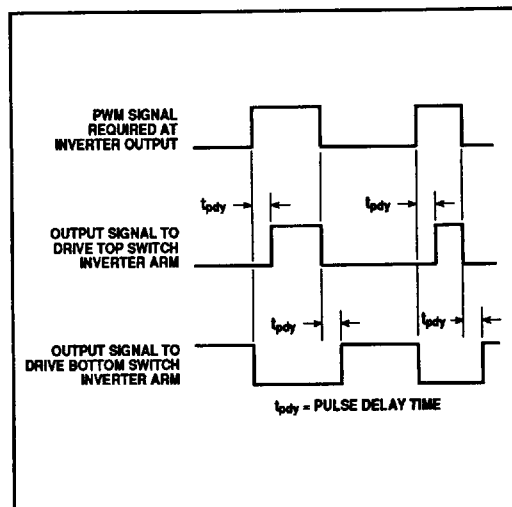 PWM SIGNAL
REQUIRED AT
INVERTER OUTPUT
tpdy
tpdy
OUTPUT SIGNAL TO
DRIVE TOP SWITCH
INVERTER ARM
tpdy
tpdy
OUTPUT SIGNAL TO
DRIVE BOTTOM SWITCH
INVERTER ARM
tpdy = PULSE DELAY TIME